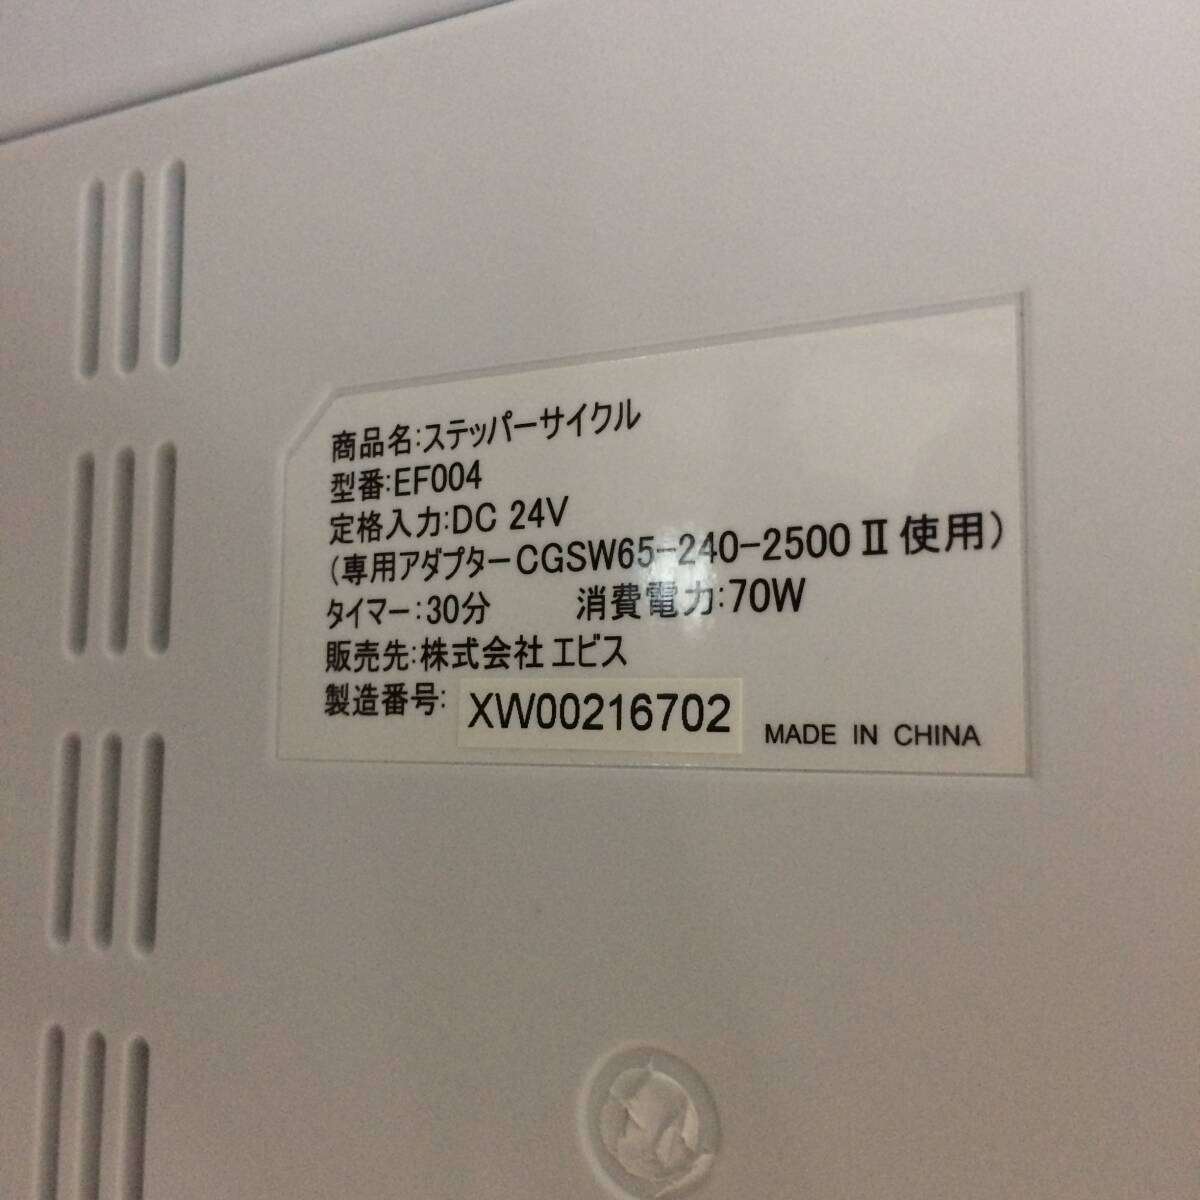 商品名:ステッパーサイクル
型番:EF004
定格入力:DC 24V
(専用アダプターCGSW65-240-2500Ⅱ使用)
タイマー:30分 消費電力:70W
販売先:株式会社 エビス
製造番号: XW00216702 MADE IN CHINA